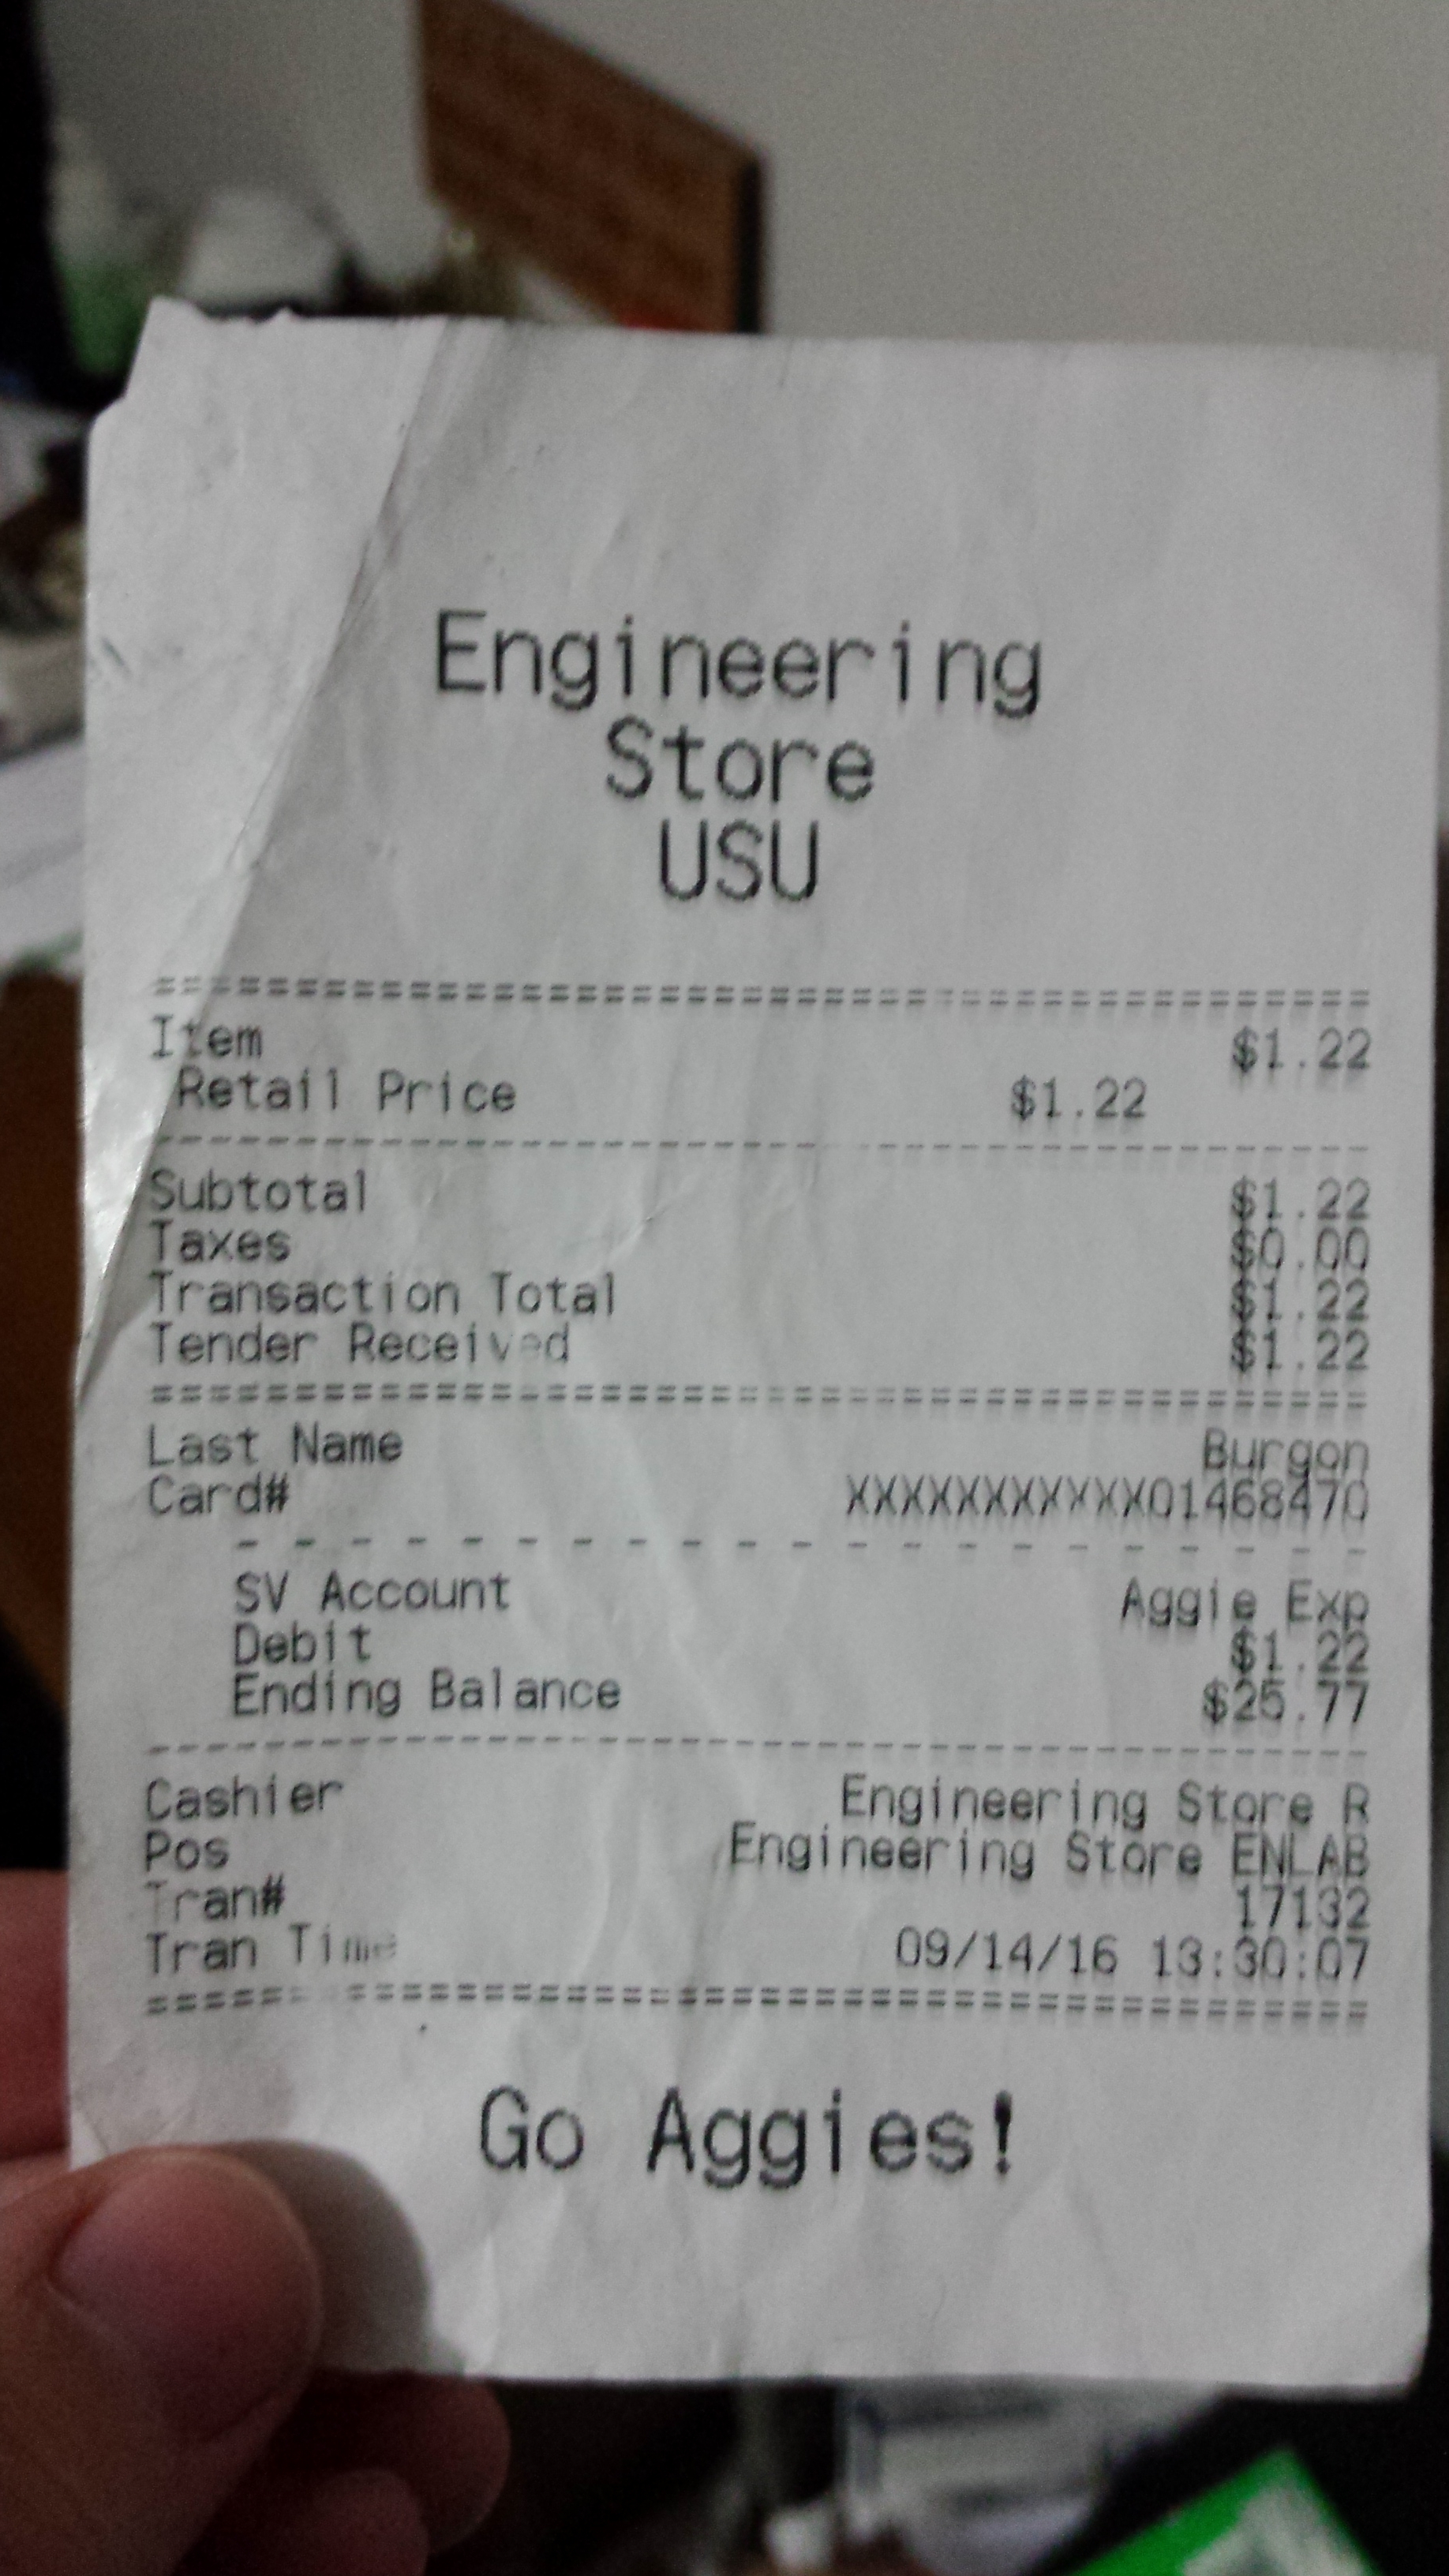 Engineering
Store
USU
==========================================
Item $1.22
Retail Price $1.22
------------------------------------------
Subtotal $1.22
Taxes $0.00
Transaction Total $1.22
Tender Received $1.22
==========================================
Last Name Burgon
Card# XXXXXXXXXXX01468470
- - - - - - - - - - - - - - - - - - - - -
SV Account Aggie Exp
Debit $1.22
Ending Balance $25.77
------------------------------------------
Cashier Engineering Store R
Pos Engineering Store ENLAB
Tran# 17132
Tran Time 09/14/16 13:30:07
==========================================
Go Aggies!